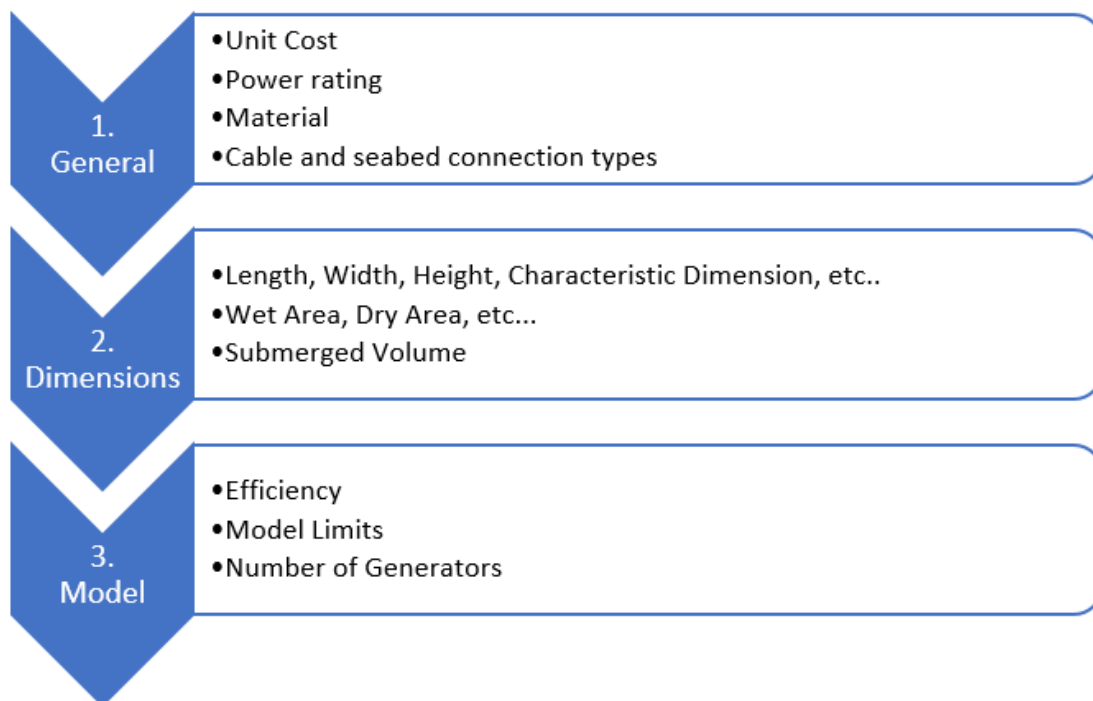 1.
General
•Unit Cost
•Power rating
•Material
•Cable and seabed connection types
2.
Dimensions
•Length, Width, Height, Characteristic Dimension, etc..
•Wet Area, Dry Area, etc...
•Submerged Volume
3.
Model
•Efficiency
•Model Limits
•Number of Generators